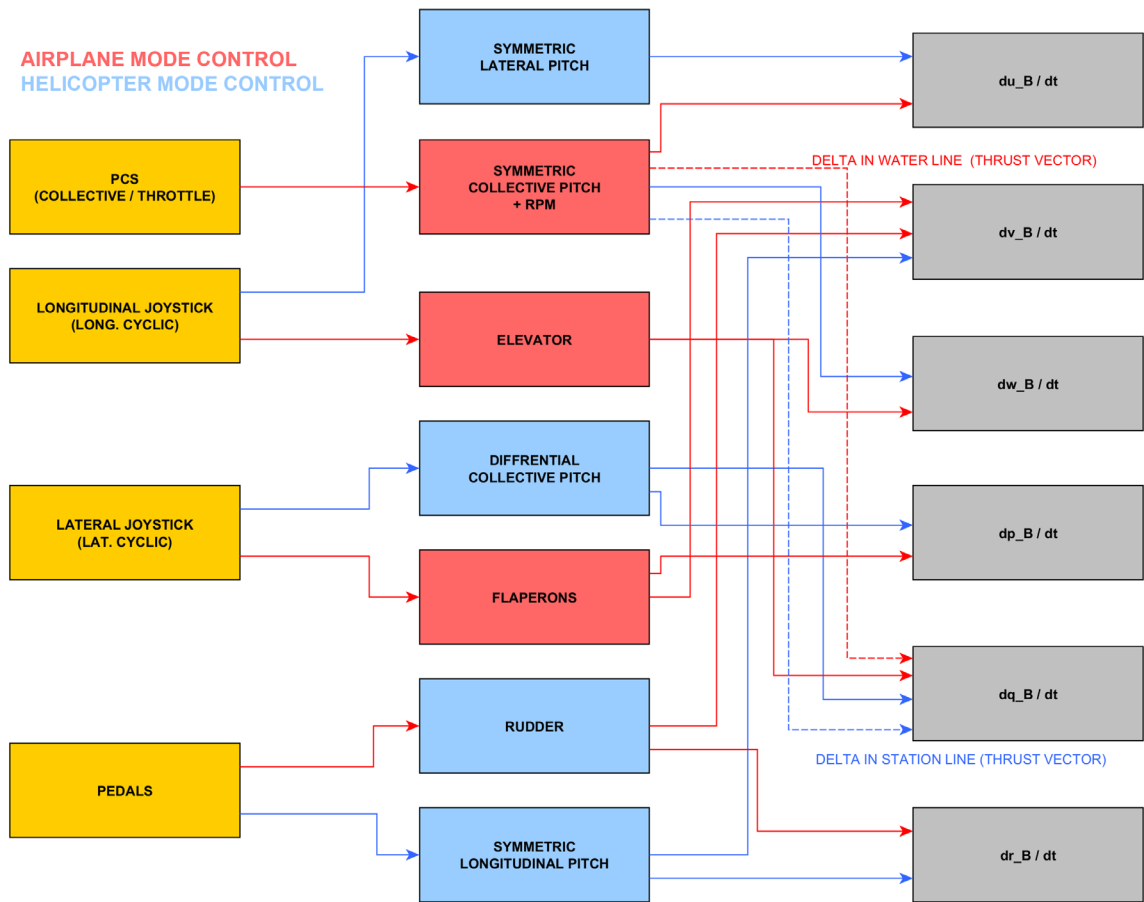 AIRPLANE MODE CONTROL
HELICOPTER MODE CONTROL
PCS
(COLLECTIVE / THROTTLE)
LONGITUDINAL JOYSTICK
(LONG. CYCLIC)
LATERAL JOYSTICK
(LAT. CYCLIC)
PEDALS
SYMMETRIC
LATERAL PITCH
SYMMETRIC
COLLECTIVE PITCH
+ RPM
ELEVATOR
DIFFRENTIAL
COLLECTIVE PITCH
FLAPERONS
RUDDER
SYMMETRIC
LONGITUDINAL PITCH
du_B / dt
DELTA IN WATER LINE (THRUST VECTOR)
dv_B / dt
dw_B / dt
dp_B / dt
dq_B / dt
DELTA IN STATION LINE (THRUST VECTOR)
dr_B / dt